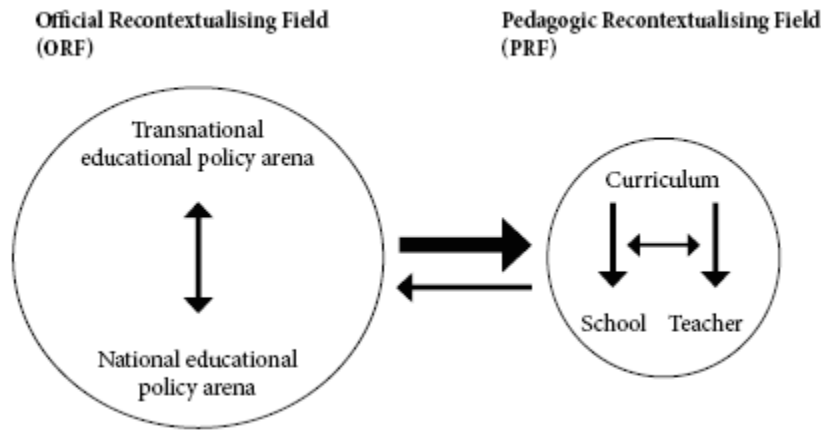 Official Recontextualising Field
(ORF)
Pedagogic Recontextualising Field
(PRF)
Transnational
educational policy arena
National educational
policy arena
Curriculum
School Teacher